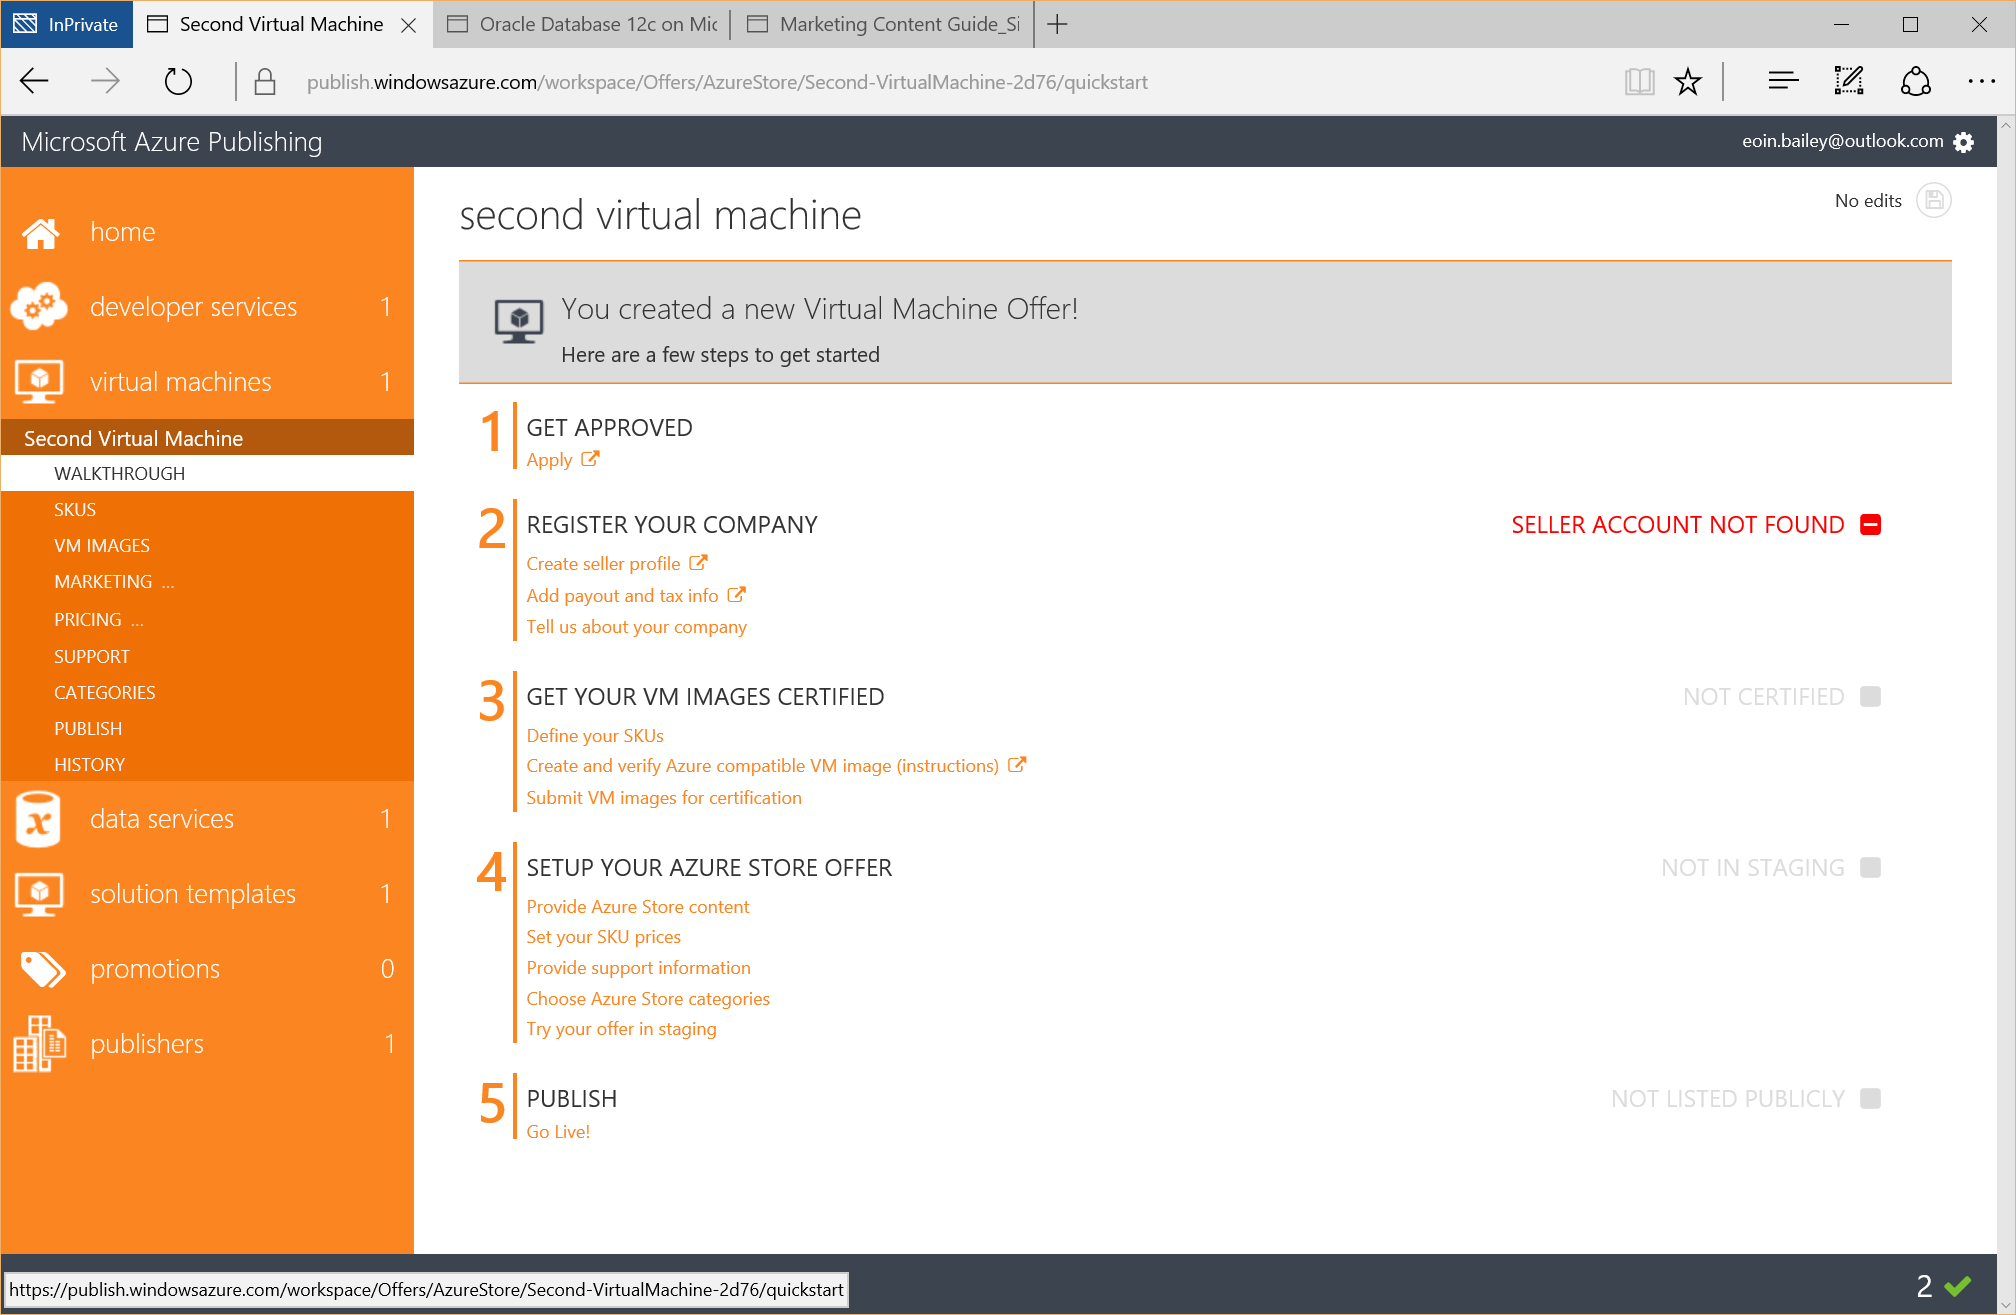 InPrivate
Second Virtual Machine
Oracle Database 12c on Mic
Marketing Content Guide_Si
publish.windowsazure.com/workspace/Offers/AzureStore/Second-VirtualMachine-2d76/quickstart
Microsoft Azure Publishing
eoin.bailey@outlook.com
home
developer services 1
virtual machines 1
Second Virtual Machine
WALKTHROUGH
SKUS
VM IMAGES
MARKETING ...
PRICING ...
SUPPORT
CATEGORIES
PUBLISH
HISTORY
data services 1
solution templates 1
promotions 0
publishers 1
second virtual machine
No edits
You created a new Virtual Machine Offer!
Here are a few steps to get started
1 GET APPROVED
Apply
2 REGISTER YOUR COMPANY
SELLER ACCOUNT NOT FOUND
Create seller profile
Add payout and tax info
Tell us about your company
3 GET YOUR VM IMAGES CERTIFIED
NOT CERTIFIED
Define your SKUs
Create and verify Azure compatible VM image (instructions)
Submit VM images for certification
4 SETUP YOUR AZURE STORE OFFER
NOT IN STAGING
Provide Azure Store content
Set your SKU prices
Provide support information
Choose Azure Store categories
Try your offer in staging
5 PUBLISH
NOT LISTED PUBLICLY
Go Live!
https://publish.windowsazure.com/workspace/Offers/AzureStore/Second-VirtualMachine-2d76/quickstart
2